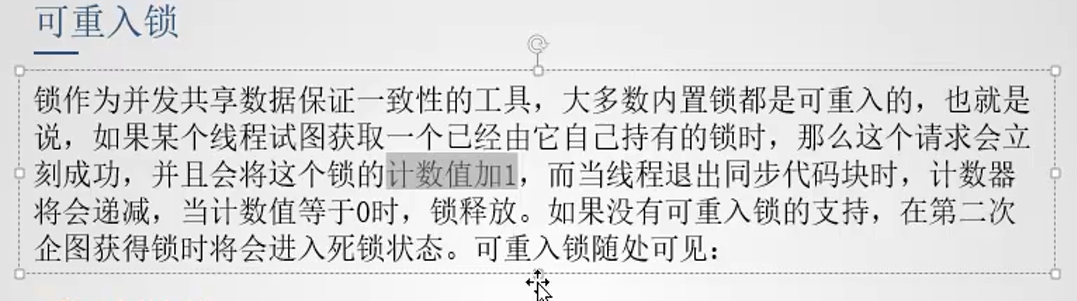 可重入锁
锁作为并发共享数据保证一致性的工具，大多数内置锁都是可重入的，也就是
说，如果某个线程试图获取一个已经由它自己持有的锁时，那么这个请求会立
刻成功，并且会将这个锁的计数值加1，而当线程退出同步代码块时，计数器
将会递减，当计数值等于0时，锁释放。如果没有可重入锁的支持，在第二次
企图获得锁时将会进入死锁状态。可重入锁随处可见：